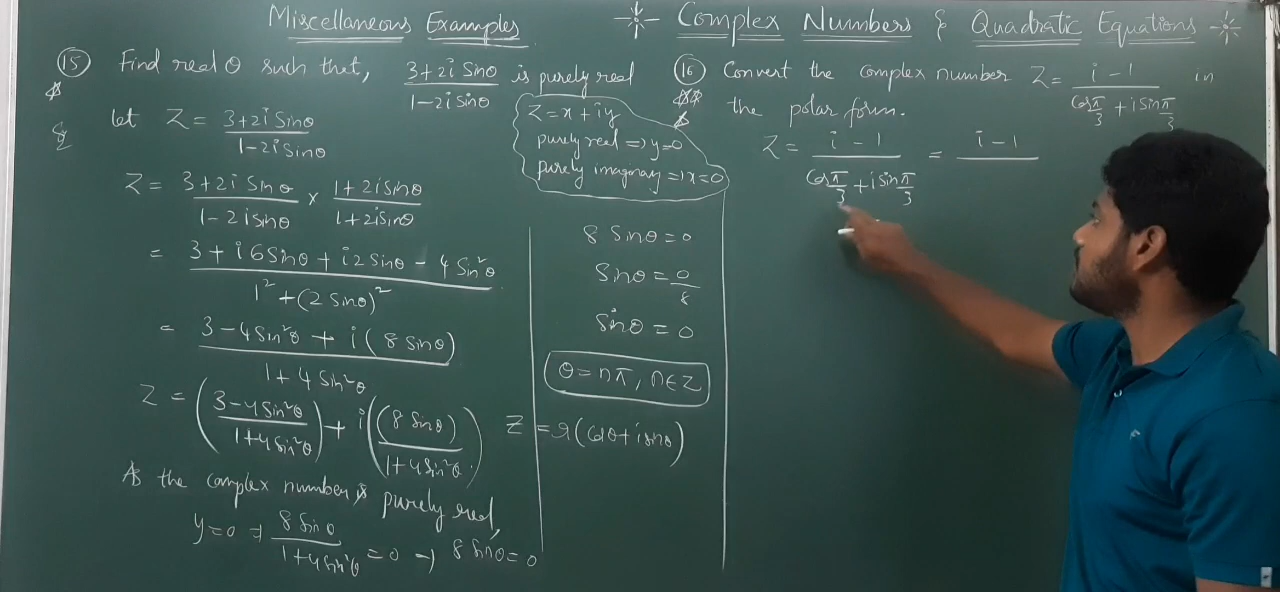 Miscellaneous Examples
Complex Numbers & Quadratic Equations
(15) Find real θ such that, (3+2i Sinθ)/(1-2i Sinθ) is purely real
let Z = (3+2i Sinθ)/(1-2i Sinθ)
Z = (3+2i Sinθ)/(1-2i Sinθ) × (1+2i Sinθ)/(1+2i Sinθ)
= (3 + i 6 Sinθ + i 2 Sinθ - 4 Sin²θ)/(1² + (2 Sinθ)²)
= (3 - 4 Sin²θ + i (8 Sinθ))/(1 + 4 Sin²θ)
Z = ((3-4 Sin²θ)/(1+4 Sin²θ)) + i ((8 Sinθ)/(1+4 Sin²θ))
As the complex number is purely real,
y=0 ⇒ (8 Sinθ)/(1+4 Sin²θ) = 0 → 8 Sinθ = 0
Z = x + iy
purely real ⇒ y=0
purely imaginary ⇒ x=0
8 Sinθ = 0
Sinθ = 0/8
Sinθ = 0
θ = nπ, n∈Z
Z = r(cosθ + i sinθ)
(16) Convert the complex number Z = (i - 1)/(Cos π/3 + i Sin π/3) in
the polar form.
Z = (i - 1)/(Cos π/3 + i Sin π/3) = i - 1